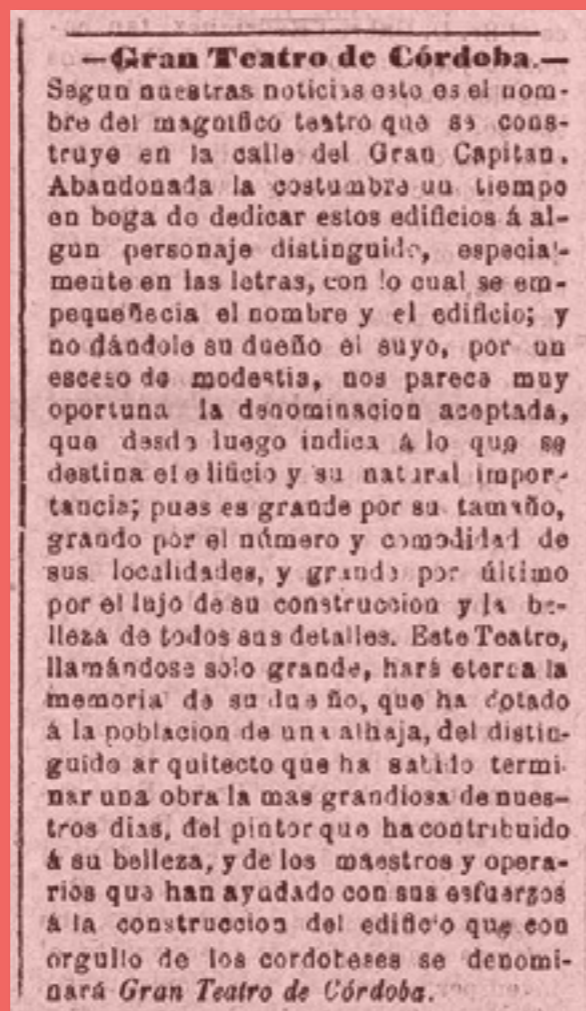 —Gran Teatro de Córdoba.—
Segun nuestras noticias este es el nom-
bre del magnifico teatro que se cons-
truye en la calle del Gran Capitan.
Abandonada la costumbre un tiempo
en boga de dedicar estos edificios á al-
gun personaje distinguido, especial-
mente en las letras, con lo cual se em-
pequeñecia el nombre y el edificio; y
no dándole su dueño el suyo, por un
esceso de modestia, nos parece muy
oportuna la denominacion aceptada,
que desde luego indica á lo que se
destina el edificio y su natural impor-
tancia; pues es grande por su tamaño,
grande por el número y comodidad de
sus localidades, y grande por último
por el lujo de su construccion y la be-
lleza de todos sus detalles. Este Teatro,
llamándose solo grande, hará eterna la
memoria de su dueño, que ha dotado
á la poblacion de una alhaja, del distin-
guido arquitecto que ha sabido termi
nar una obra la mas grandiosa de nues-
tros dias, del pintor que ha contribuido
á su belleza, y de los maestros y opera-
rios que han ayudado con sus esfuerzos
á la construccion del edificio que con
orgullo de los cordobeses se denomi-
nará Gran Teatro de Córdoba.